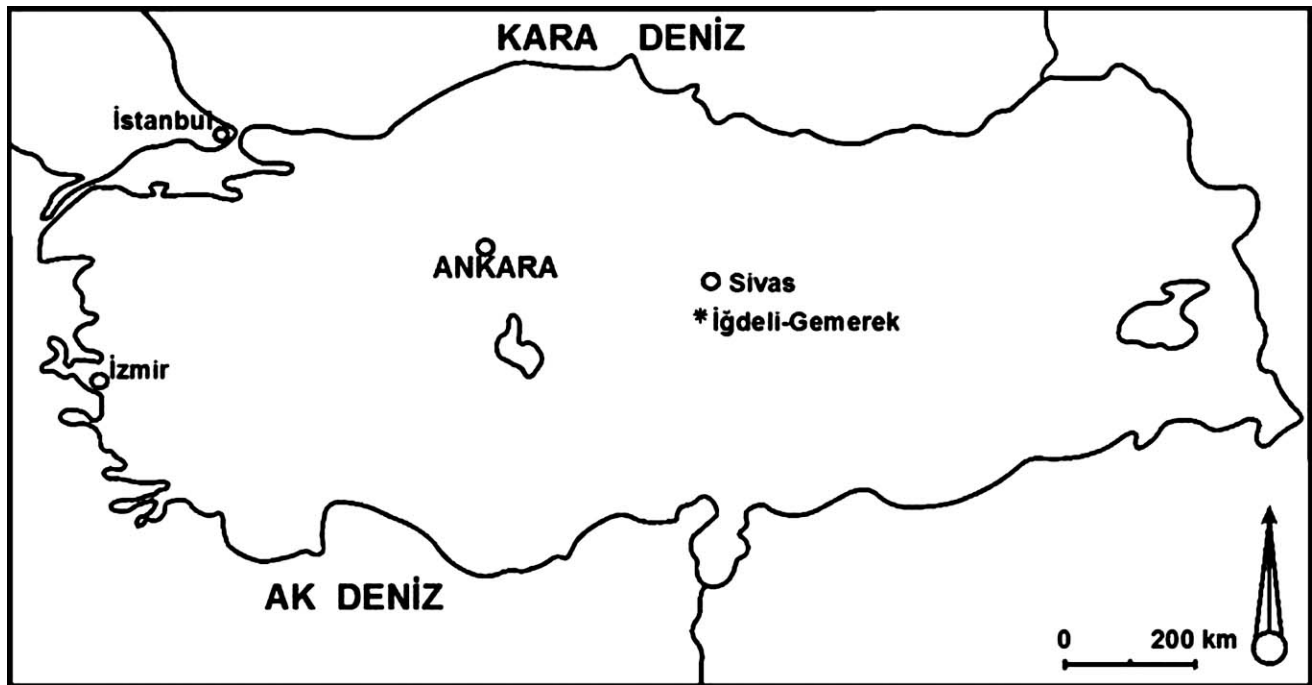 KARA DENİZ
İstanbul
ANKARA
Sivas
*İğdeli-Gemerek
İzmir
AK DENİZ
0 200 km